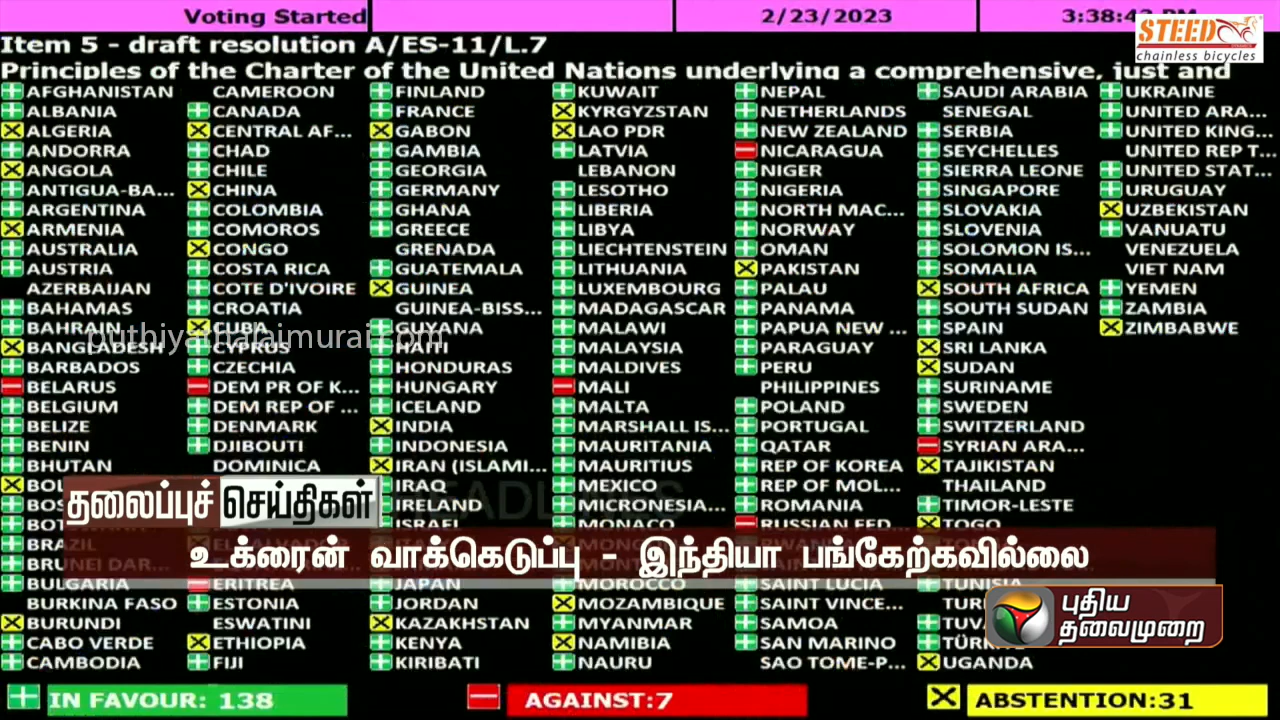 Voting Started 2/23/2023
STEED
chainless bicycles
Item 5 - draft resolution A/ES-11/L.7
Principles of the Charter of the United Nations underlying a comprehensive, just and
AFGHANISTAN CAMEROON FINLAND KUWAIT NEPAL SAUDI ARABIA UKRAINE
ALBANIA CANADA FRANCE KYRGYZSTAN NETHERLANDS SENEGAL UNITED ARA...
ALGERIA CENTRAL AF... GABON LAO PDR NEW ZEALAND SERBIA UNITED KING...
ANDORRA CHAD GAMBIA LATVIA NICARAGUA SEYCHELLES UNITED REP T...
ANGOLA CHILE GEORGIA LEBANON NIGER SIERRA LEONE UNITED STAT...
ANTIGUA-BA... CHINA GERMANY LESOTHO NIGERIA SINGAPORE URUGUAY
ARGENTINA COLOMBIA GHANA LIBERIA NORTH MAC... SLOVAKIA UZBEKISTAN
ARMENIA COMOROS GREECE LIBYA NORWAY SLOVENIA VANUATU
AUSTRALIA CONGO GRENADA LIECHTENSTEIN OMAN SOLOMON IS... VENEZUELA
AUSTRIA COSTA RICA GUATEMALA LITHUANIA PAKISTAN SOMALIA VIET NAM
AZERBAIJAN COTE D'IVOIRE GUINEA LUXEMBOURG PALAU SOUTH AFRICA YEMEN
BAHAMAS CROATIA GUINEA-BISS... MADAGASCAR PANAMA SOUTH SUDAN ZAMBIA
BAHRAIN CUBA GUYANA MALAWI PAPUA NEW ... SPAIN ZIMBABWE
puthiyathalaimurai.com
BANGLADESH CYPRUS HAITI MALAYSIA PARAGUAY SRI LANKA
BARBADOS CZECHIA HONDURAS MALDIVES PERU SUDAN
BELARUS DEM PR OF K... HUNGARY MALI PHILIPPINES SURINAME
BELGIUM DEM REP OF ... ICELAND MALTA POLAND SWEDEN
BELIZE DENMARK INDIA MARSHALL IS... PORTUGAL SWITZERLAND
BENIN DJIBOUTI INDONESIA MAURITANIA QATAR SYRIAN ARA...
BHUTAN DOMINICA IRAN (ISLAMI... MAURITIUS REP OF KOREA TAJIKISTAN
IRAQ MEXICO REP OF MOL... THAILAND
தலைப்புச் செய்திகள் HEADLINES
IRELAND MICRONESIA... ROMANIA TIMOR-LESTE
ISRAEL MONACO RUSSIAN FED... TOGO
உக்ரைன் வாக்கெடுப்பு - இந்தியா பங்கேற்கவில்லை
BULGARIA ERITREA JAPAN MOROCCO SAINT LUCIA TUNISIA
BURKINA FASO ESTONIA JORDAN MOZAMBIQUE SAINT VINCE...
BURUNDI ESWATINI KAZAKHSTAN MYANMAR SAMOA
CABO VERDE ETHIOPIA KENYA NAMIBIA SAN MARINO
CAMBODIA FIJI KIRIBATI NAURU SAO TOME-P... UGANDA
புதிய
தலைமுறை
IN FAVOUR: 138 AGAINST:7 ABSTENTION:31